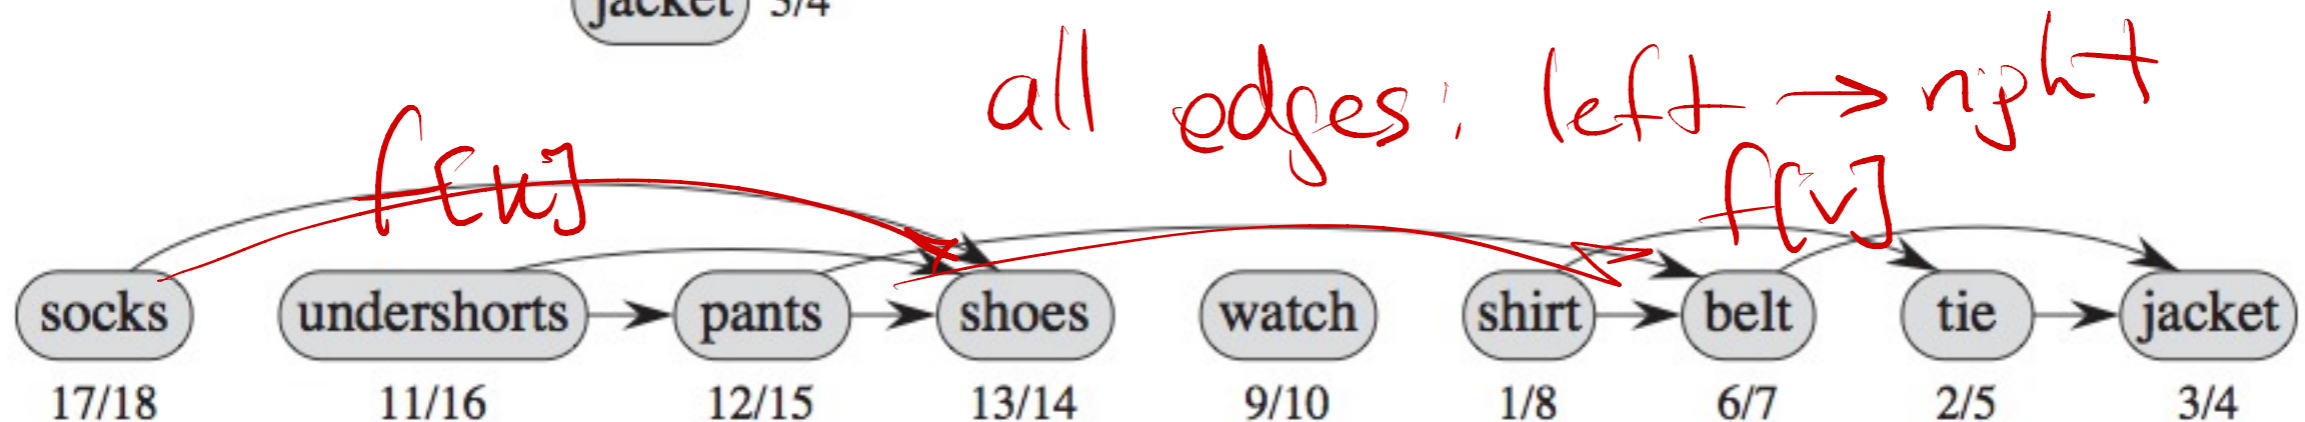 jacket 3/4
all edges: left → right
f[u] f[v]
socks undershorts pants shoes watch shirt belt tie jacket
17/18 11/16 12/15 13/14 9/10 1/8 6/7 2/5 3/4